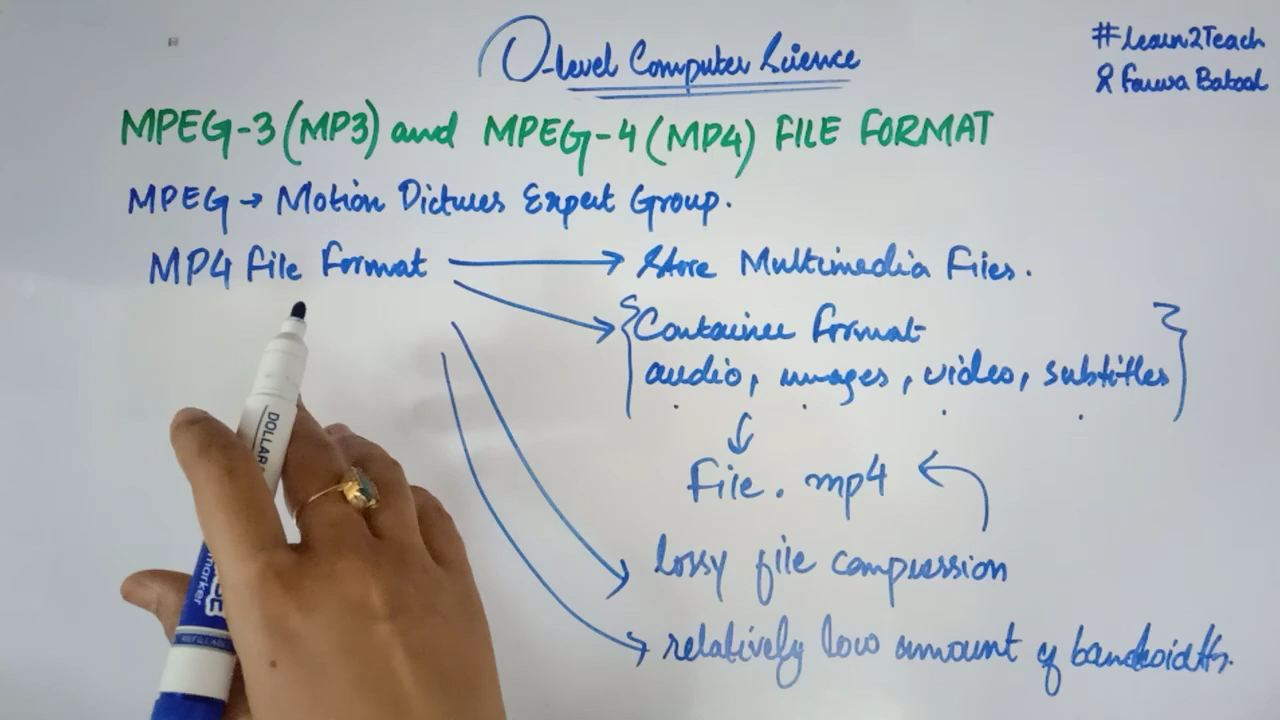 O-level Computer Science
#Learn2Teach
Fauwa Batool
MPEG-3 (MP3) and MPEG-4 (MP4) FILE FORMAT
MPEG → Motion Pictures Expert Group.
MP4 File Format → Store Multimedia Files.
Container Format
audio, images, video, subtitles
File.mp4
lossy file compression
relatively low amount of bandwidth.
DOLLAR
marker